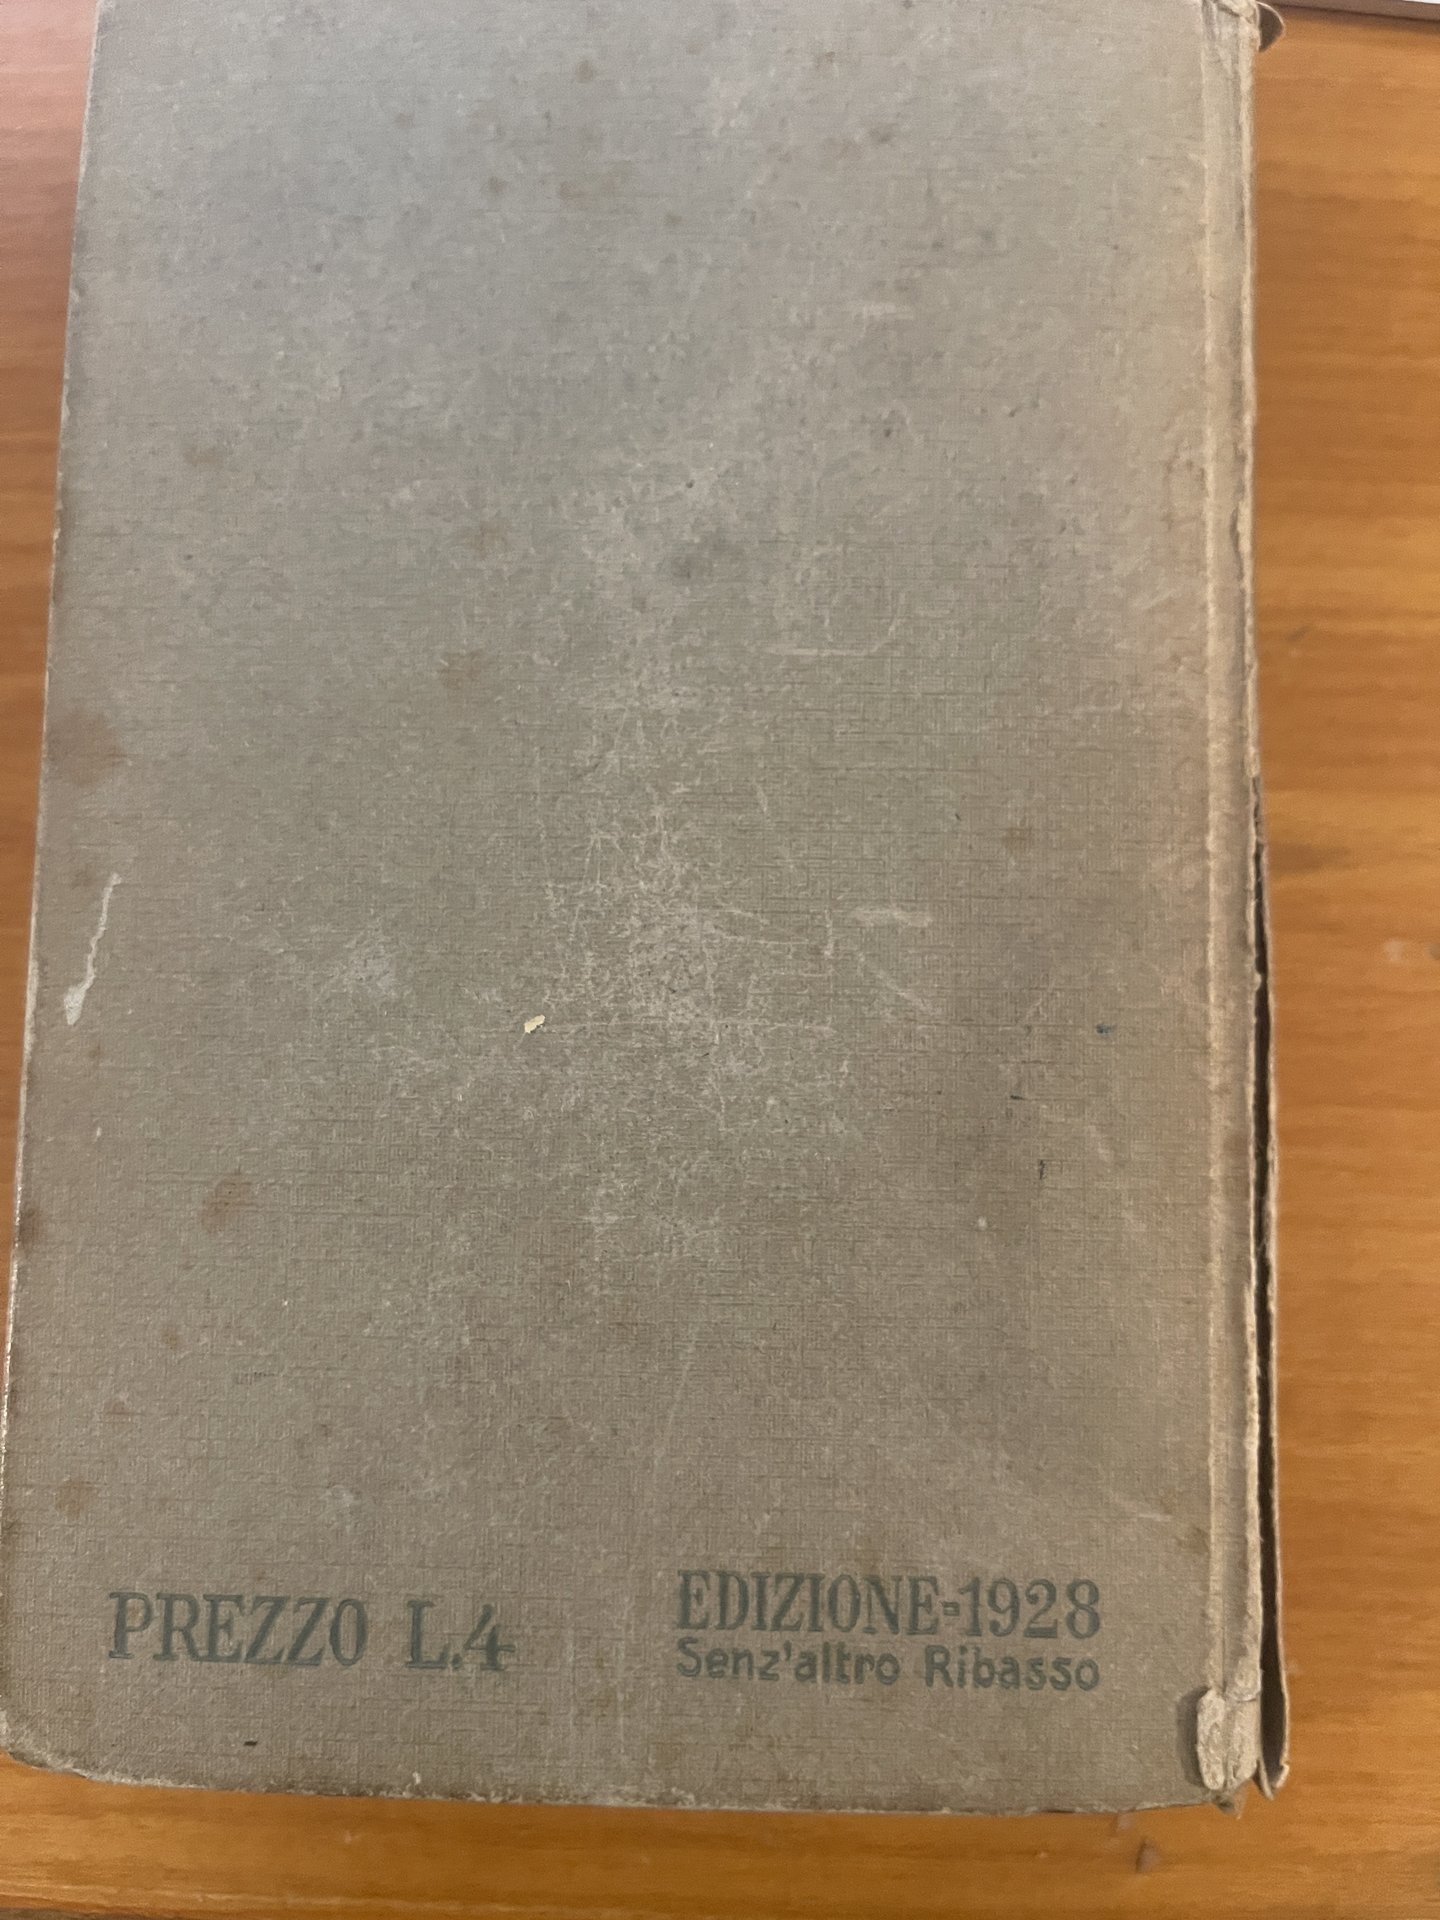 PREZZO L.4
EDIZIONE-1928
Senz'altro Ribasso